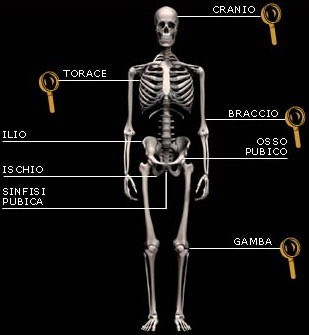 CRANIO
TORACE
BRACCIO
ILIO
OSSO
PUBICO
ISCHIO
SINFISI
PUBICA
GAMBA